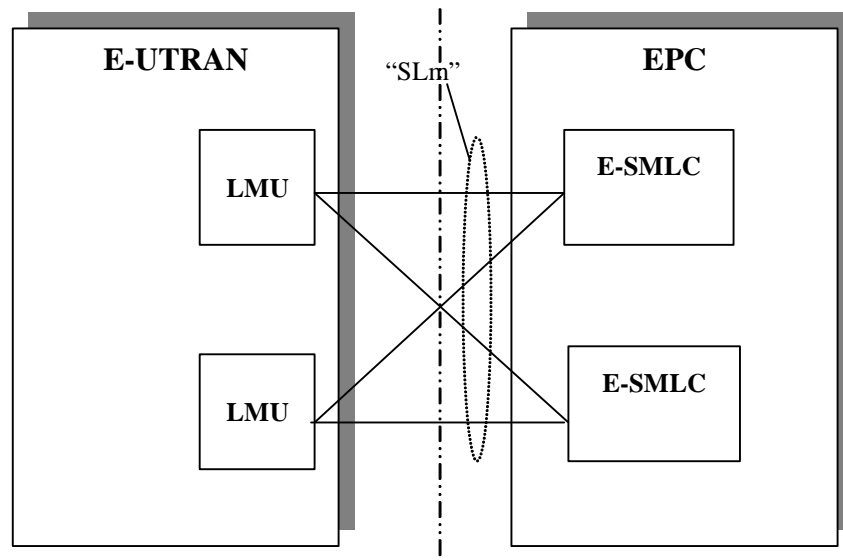 E-UTRAN
EPC
“SLm”
LMU
E-SMLC
LMU
E-SMLC